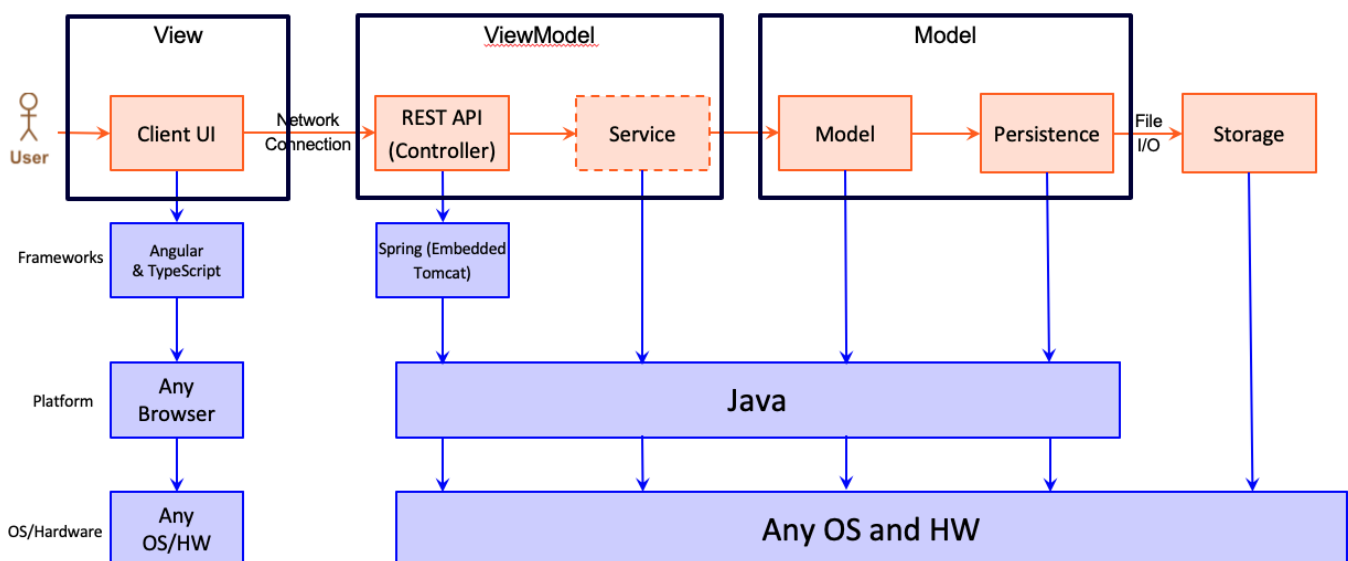 View
ViewModel
Model
User
Client UI
Network
Connection
REST API
(Controller)
Service
Model
Persistence
File
I/O
Storage
Frameworks
Angular
& TypeScript
Spring (Embedded
Tomcat)
Platform
Any
Browser
Java
OS/Hardware
Any
OS/HW
Any OS and HW